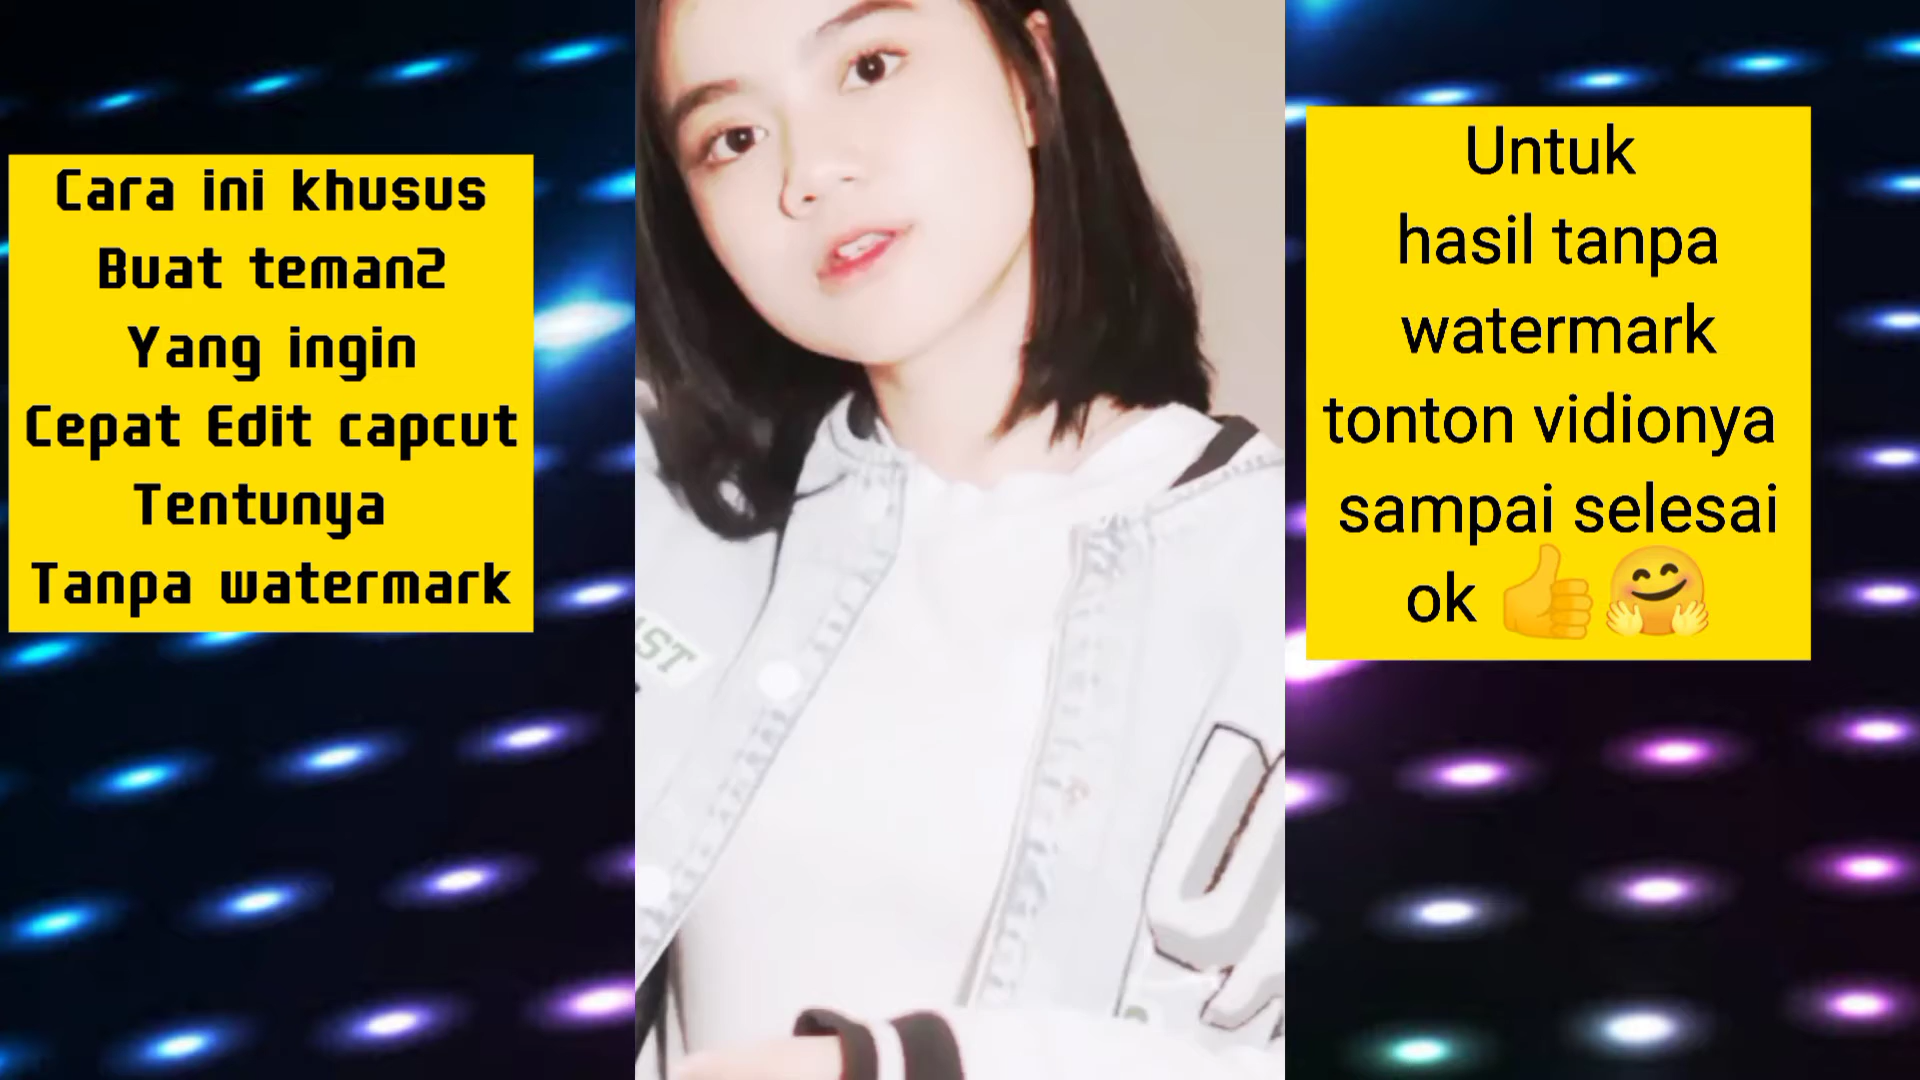 Cara ini khusus
Buat teman2
Yang ingin
Cepat Edit capcut
Tentunya
Tanpa watermark
ST
U
Untuk
hasil tanpa
watermark
tonton vidionya
sampai selesai
ok 👍🤗